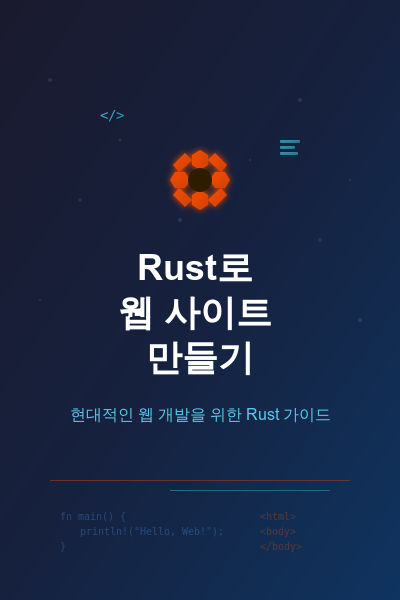 </>
Rust로
웹 사이트
만들기
현대적인 웹 개발을 위한 Rust 가이드
fn main() {
println!("Hello, Web!");
}
<html>
<body>
</body>